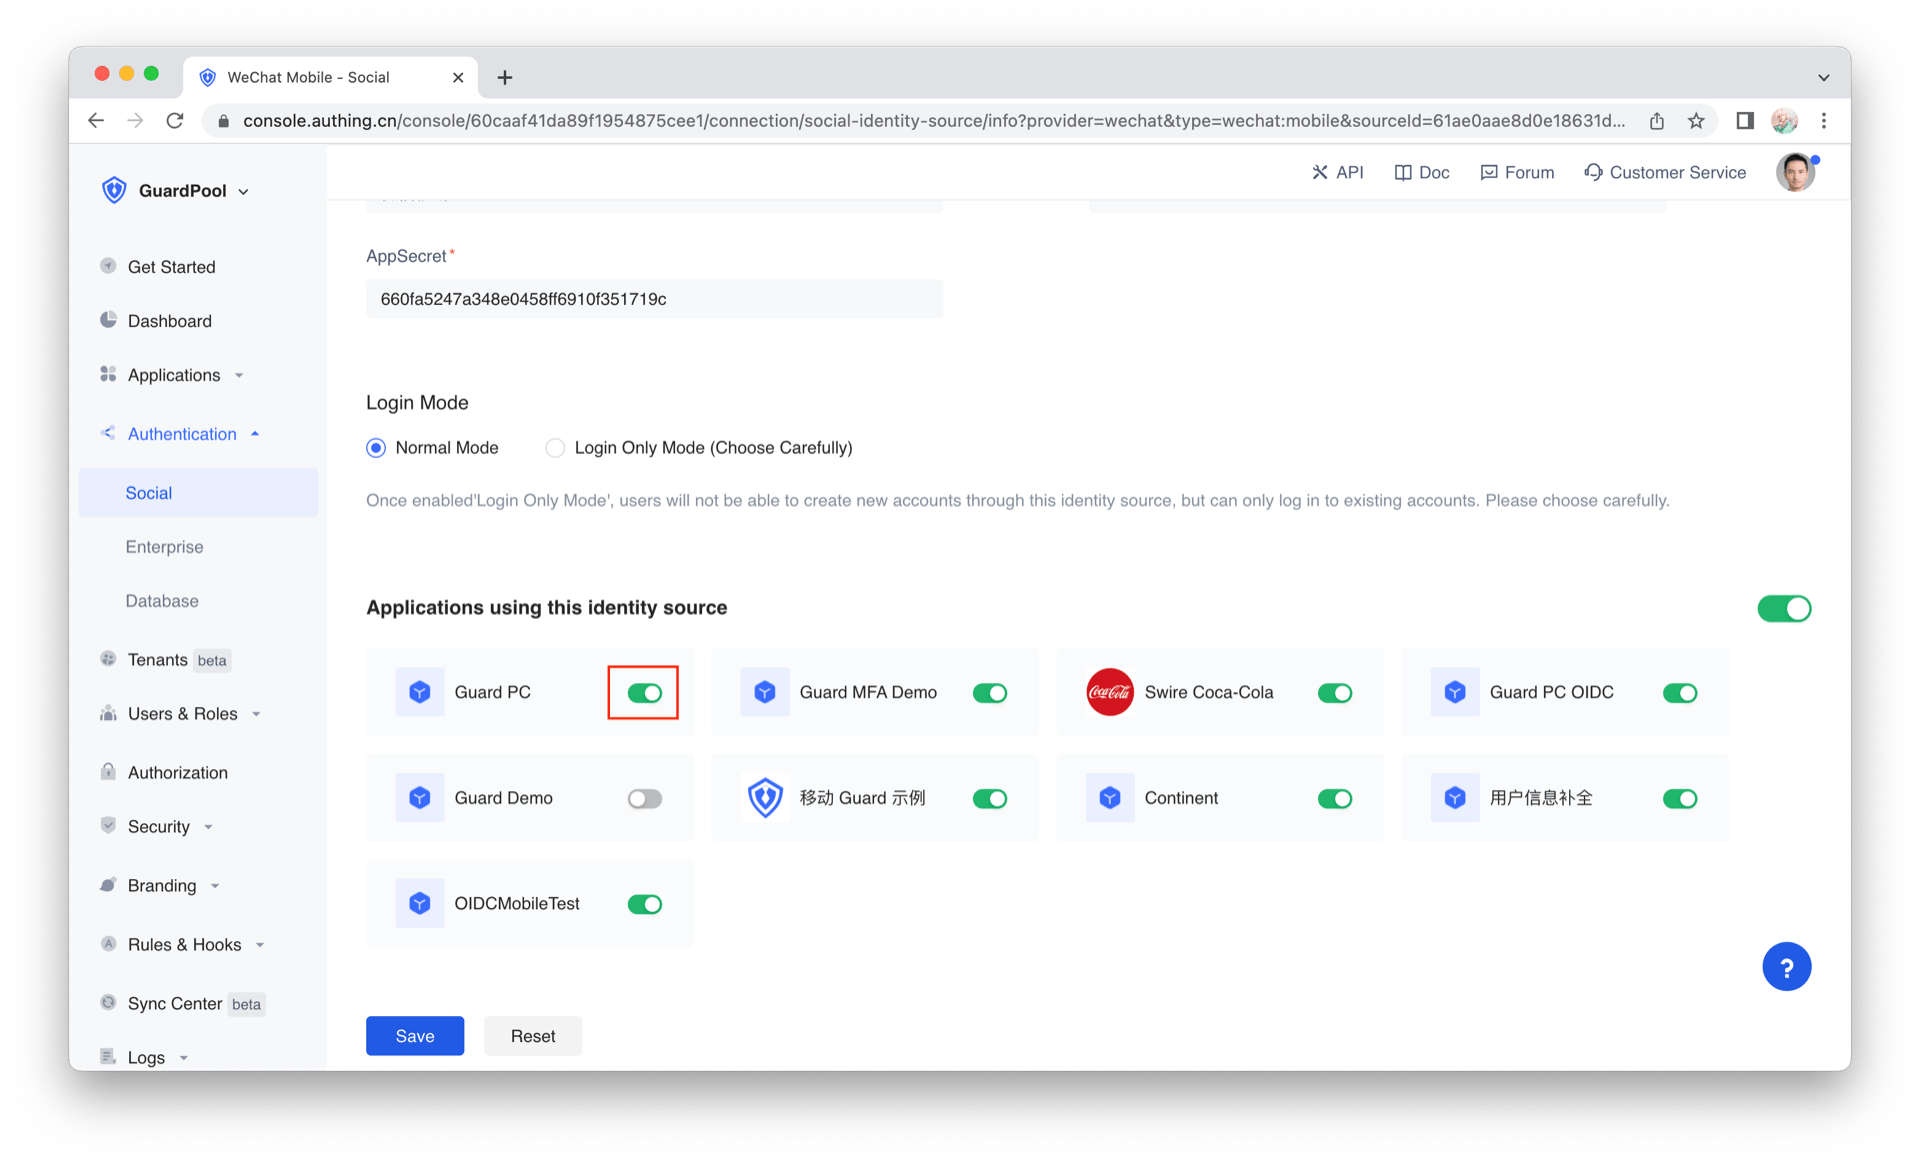 WeChat Mobile - Social
console.authing.cn/console/60caaf41da89f1954875cee1/connection/social-identity-source/info?provider=wechat&type=wechat:mobile&sourceId=61ae0aae8d0e18631d...
GuardPool
API
Doc
Forum
Customer Service
Get Started
Dashboard
Applications
Authentication
Social
Enterprise
Database
Tenants beta
Users & Roles
Authorization
Security
Branding
Rules & Hooks
Sync Center beta
Logs
AppSecret*
660fa5247a348e0458ff6910f351719c
Login Mode
Normal Mode
Login Only Mode (Choose Carefully)
Once enabled'Login Only Mode', users will not be able to create new accounts through this identity source, but can only log in to existing accounts. Please choose carefully.
Applications using this identity source
Guard PC
Guard MFA Demo
Coca-Cola
Swire Coca-Cola
Guard PC OIDC
Guard Demo
移动 Guard 示例
Continent
用户信息补全
OIDCMobileTest
?
Save
Reset